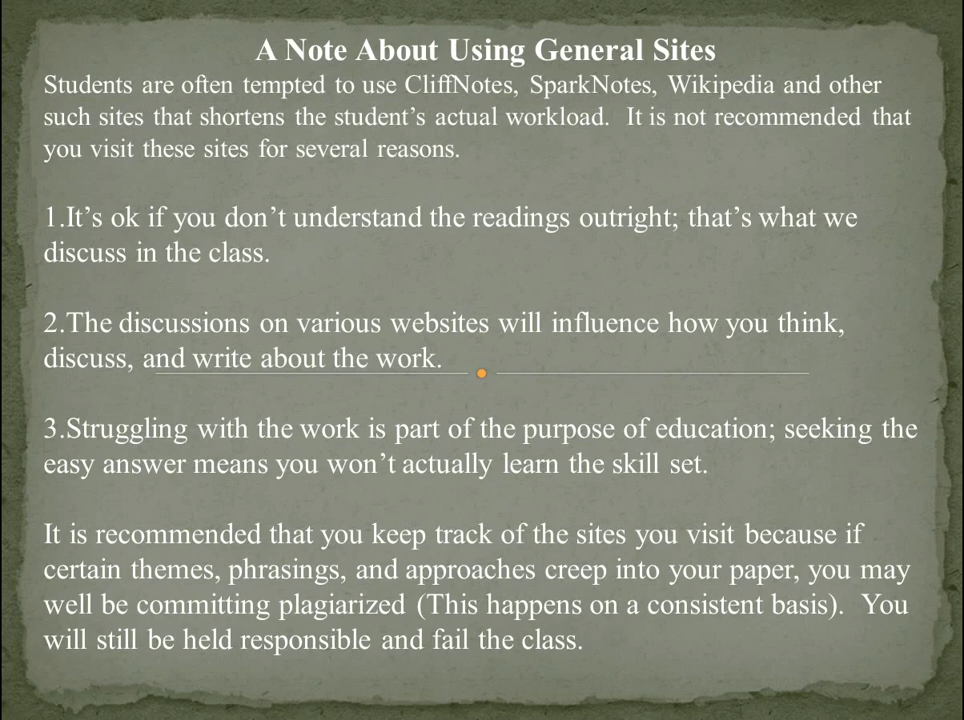 A Note About Using General Sites
Students are often tempted to use CliffNotes, SparkNotes, Wikipedia and other
such sites that shortens the student's actual workload.  It is not recommended that
you visit these sites for several reasons.
1.It's ok if you don't understand the readings outright; that's what we
discuss in the class.
2.The discussions on various websites will influence how you think,
discuss, and write about the work.
3.Struggling with the work is part of the purpose of education; seeking the
easy answer means you won't actually learn the skill set.
It is recommended that you keep track of the sites you visit because if
certain themes, phrasings, and approaches creep into your paper, you may
well be committing plagiarized (This happens on a consistent basis).  You
will still be held responsible and fail the class.